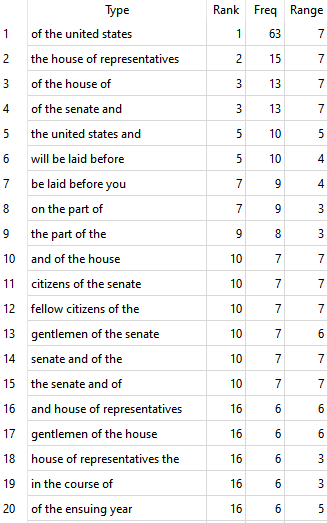 Type Rank Freq Range
1 of the united states 1 63 7
2 the house of representatives 2 15 7
3 of the house of 3 13 7
4 of the senate and 3 13 7
5 the united states and 5 10 5
6 will be laid before 5 10 4
7 be laid before you 7 9 4
8 on the part of 7 9 3
9 the part of the 9 8 3
10 and of the house 10 7 7
11 citizens of the senate 10 7 7
12 fellow citizens of the 10 7 7
13 gentlemen of the senate 10 7 6
14 senate and of the 10 7 7
15 the senate and of 10 7 7
16 and house of representatives 16 6 6
17 gentlemen of the house 16 6 6
18 house of representatives the 16 6 3
19 in the course of 16 6 3
20 of the ensuing year 16 6 5